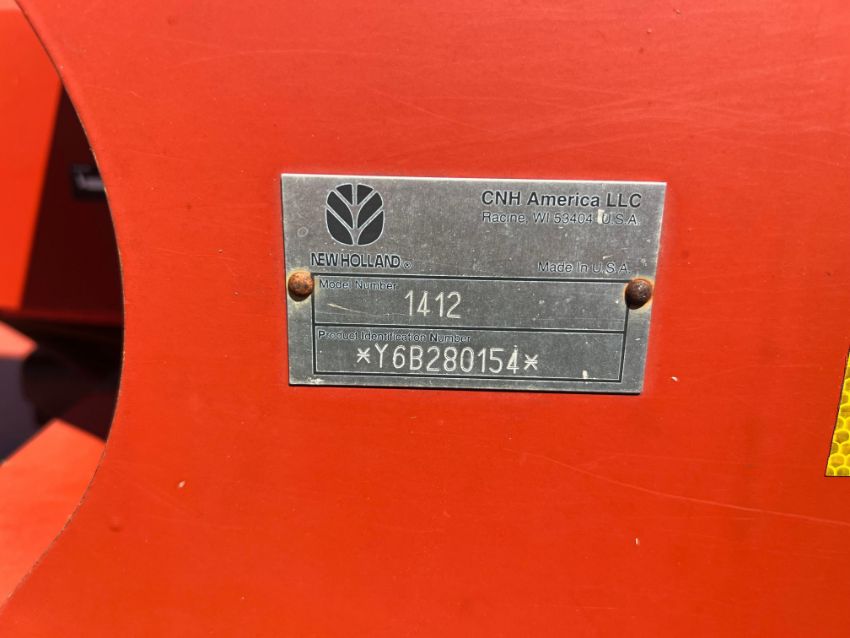 CNH America LLC
Racine, WI 53404 U.S.A.
NEW HOLLAND®
Made in U.S.A.
Model Number
1412
Product Identification Number
*Y6B280154*